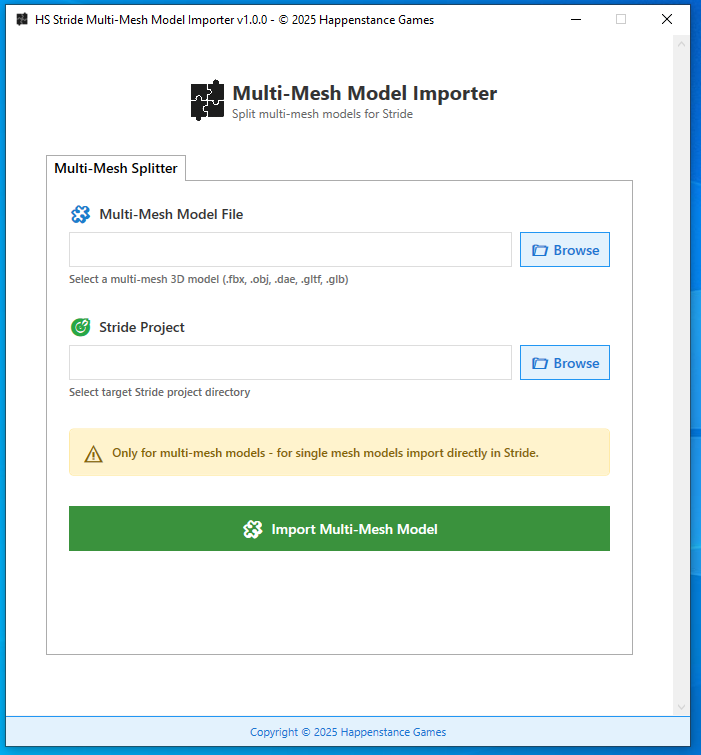 HS Stride Multi-Mesh Model Importer v1.0.0 - © 2025 Happenstance Games
Multi-Mesh Model Importer
Split multi-mesh models for Stride
Multi-Mesh Splitter
Multi-Mesh Model File
Browse
Select a multi-mesh 3D model (.fbx, .obj, .dae, .gltf, .glb)
Stride Project
Browse
Select target Stride project directory
Only for multi-mesh models - for single mesh models import directly in Stride.
Import Multi-Mesh Model
Copyright © 2025 Happenstance Games